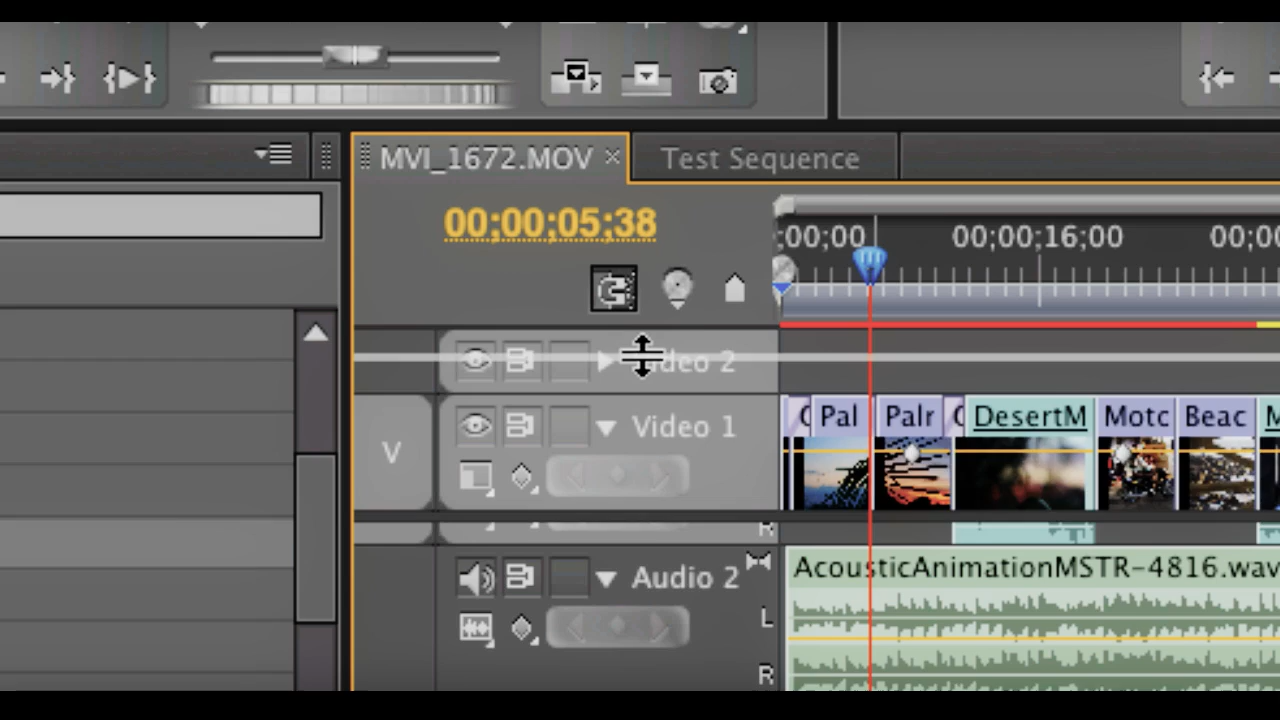 MVI_1672.MOV × Test Sequence
00;00;05;38
;00;00 00;00;16;00 00;0
Video 2
V Video 1
Pal Palr DesertM Motc Beac M
R
Audio 2 AcousticAnimationMSTR-4816.wav
L
R